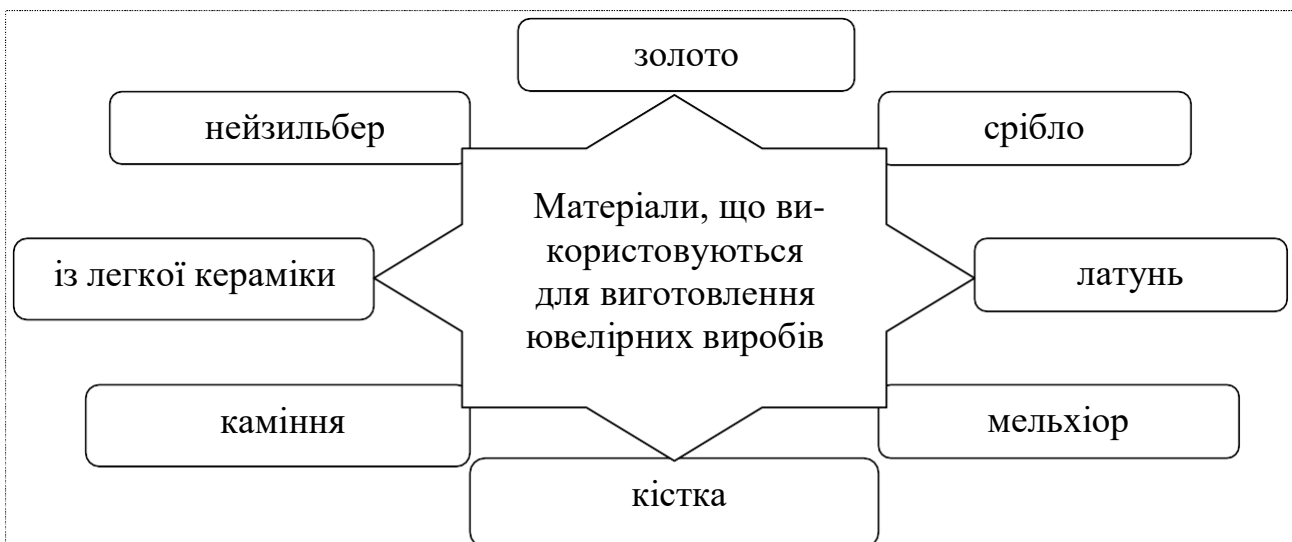 золото
нейзильбер
срібло
Матеріали, що ви-
користовуються
для виготовлення
ювелірних виробів
із легкої кераміки
латунь
каміння
мельхіор
кістка